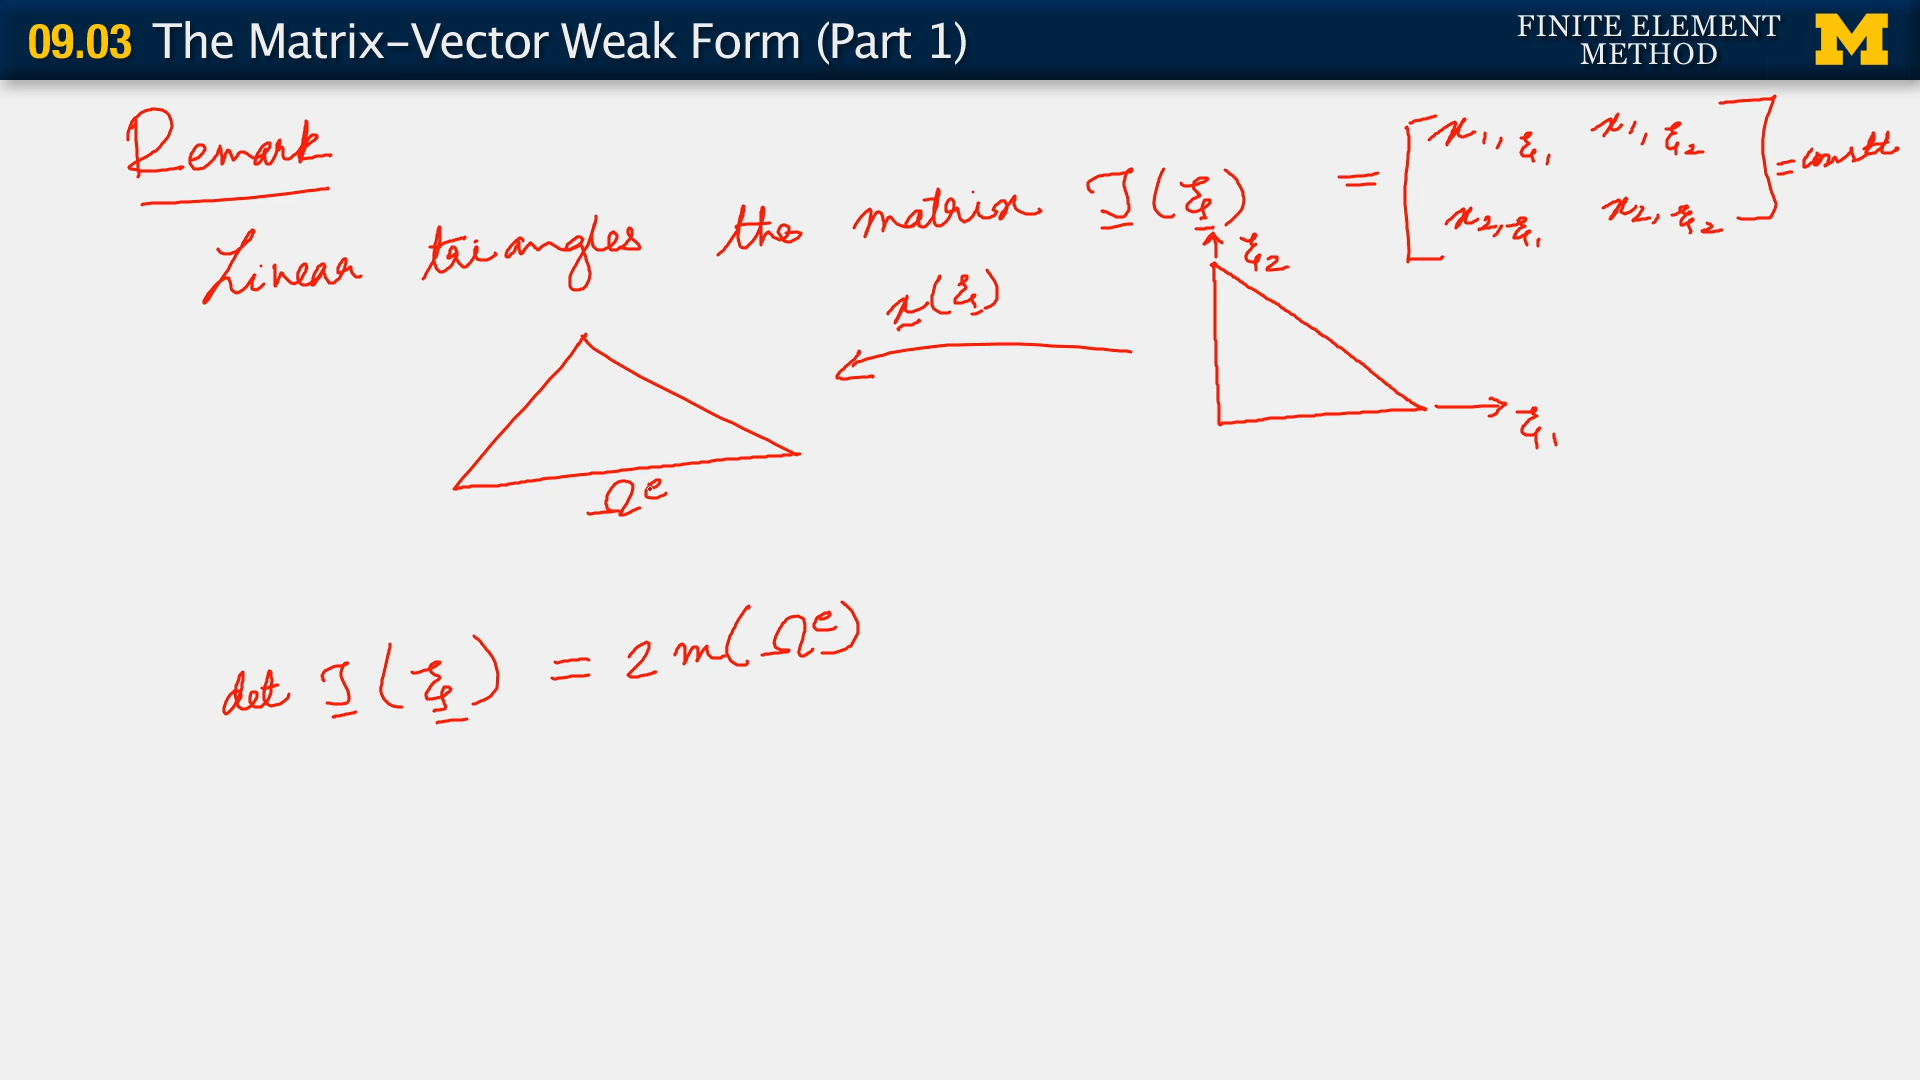 09.03 The Matrix–Vector Weak Form (Part 1)
FINITE ELEMENT
METHOD
M
Remark
Linear triangles the matrix J(ξ) = [x1,ξ1 x1,ξ2
x2,ξ1 x2,ξ2] = constt
ξ2
x(ξ)
ξ1
Ωe
det J(ξ) = 2 m(Ωe)